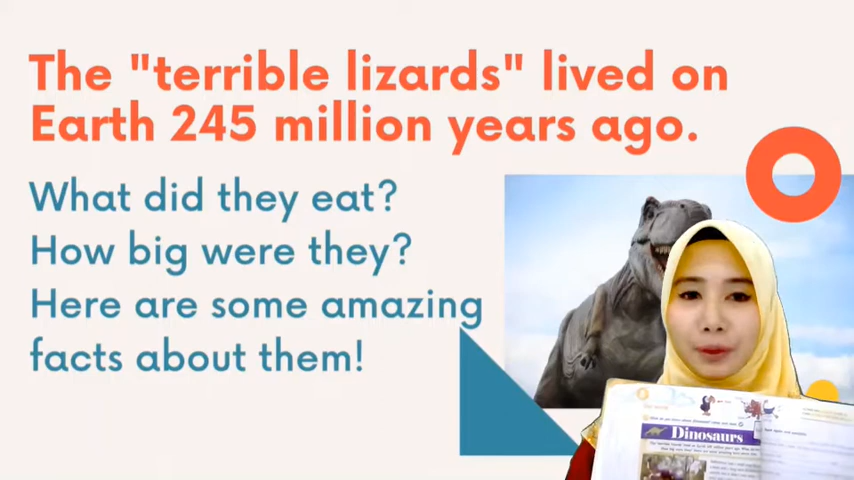 The "terrible lizards" lived on
Earth 245 million years ago.
What did they eat?
How big were they?
Here are some amazing
facts about them!
Dinosaurs